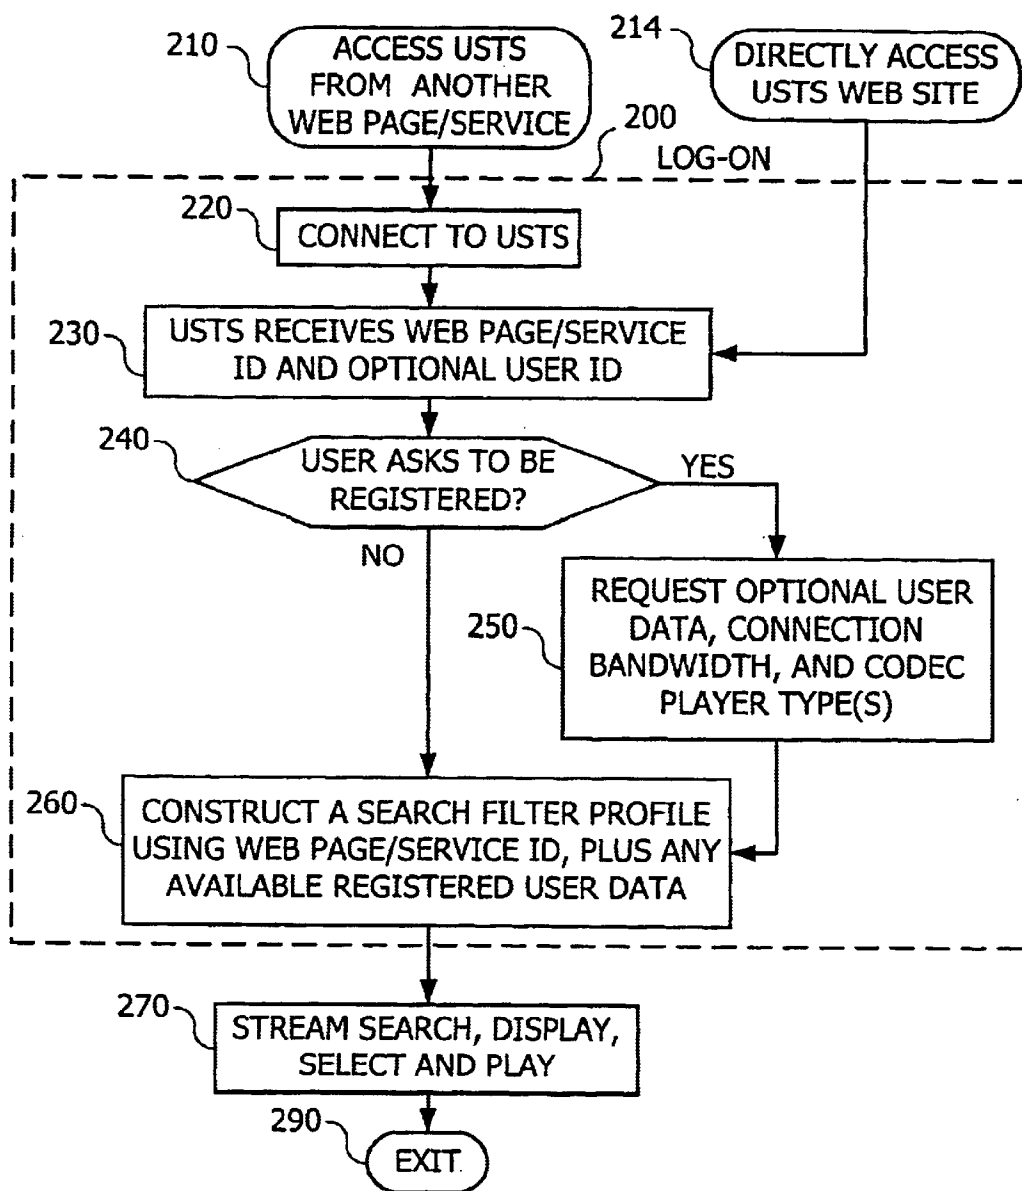 210
ACCESS USTS
FROM ANOTHER
WEB PAGE/SERVICE
214
DIRECTLY ACCESS
USTS WEB SITE
200
LOG-ON
220
CONNECT TO USTS
230
USTS RECEIVES WEB PAGE/SERVICE
ID AND OPTIONAL USER ID
240
USER ASKS TO BE
REGISTERED?
YES
NO
250
REQUEST OPTIONAL USER
DATA, CONNECTION
BANDWIDTH, AND CODEC
PLAYER TYPE(S)
260
CONSTRUCT A SEARCH FILTER PROFILE
USING WEB PAGE/SERVICE ID, PLUS ANY
AVAILABLE REGISTERED USER DATA
270
STREAM SEARCH, DISPLAY,
SELECT AND PLAY
290
EXIT